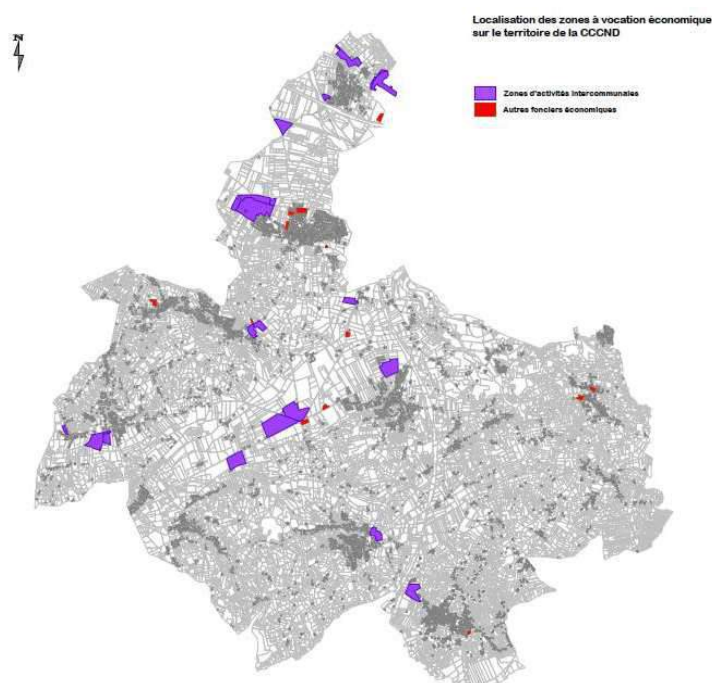 Localisation des zones à vocation économique
sur le territoire de la CCCND
N
Zones d'activités intercommunales
Autres fonciers économiques